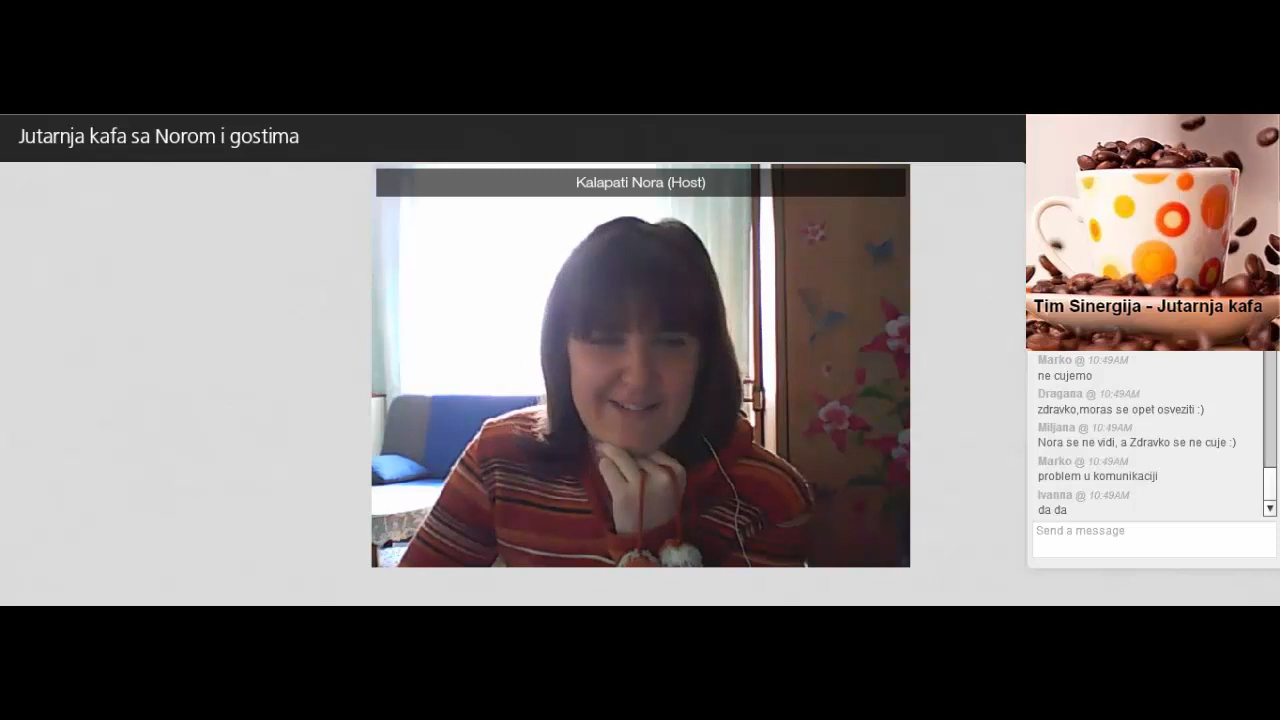 Jutarnja kafa sa Norom i gostima
Kalapati Nora (Host)
Tim Sinergija - Jutarnja kafa
Marko @ 10:49AM
ne cujemo
Dragana @ 10:49AM
zdravko,moras se opet osveziti :)
Miljana @ 10:49AM
Nora se ne vidi, a Zdravko se ne cuje :)
Marko @ 10:49AM
problem u komunikaciji
Ivanna @ 10:49AM
da da
Send a message